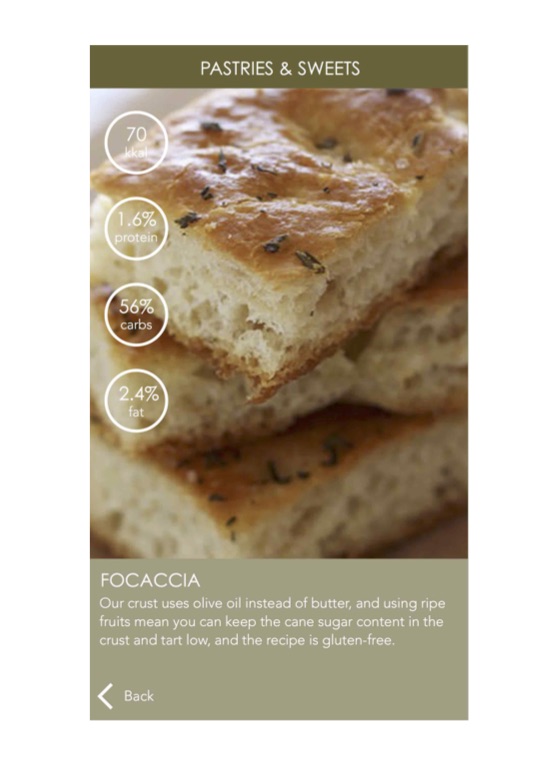 PASTRIES & SWEETS
70
kkal
1.6%
protein
56%
carbs
2.4%
fat
FOCACCIA
Our crust uses olive oil instead of butter, and using ripe
fruits mean you can keep the cane sugar content in the
crust and tart low, and the recipe is gluten-free.
Back